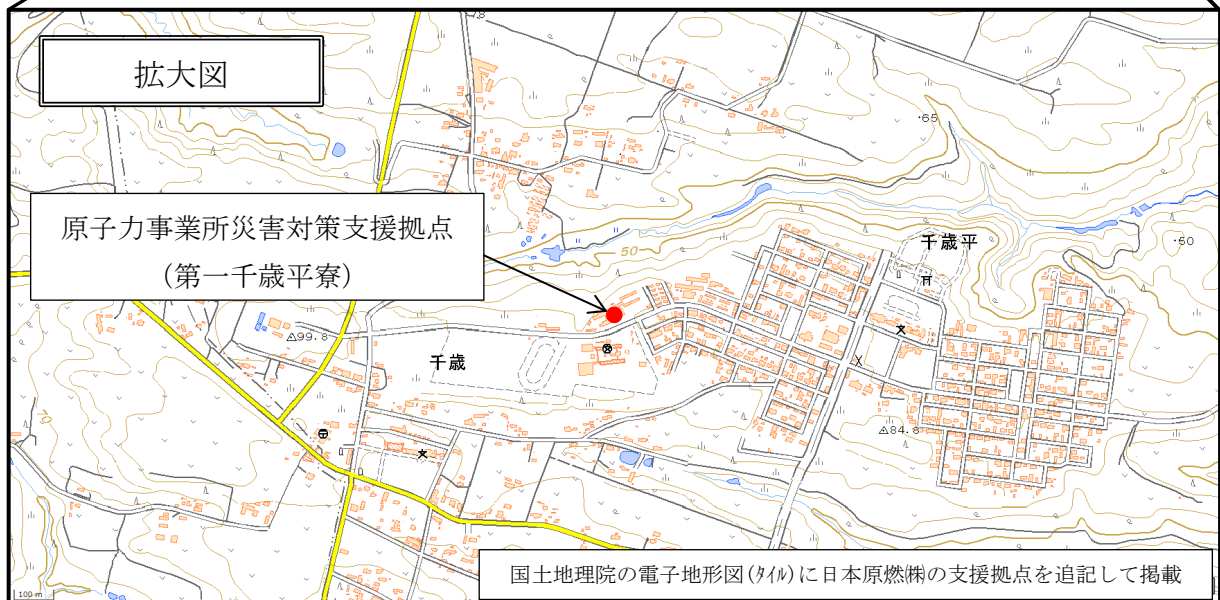 拡大図
・65
原子力事業所災害対策支援拠点
(第一千歳平寮)
50
千歳平
・50
99.8
千歳
84.8
100 m
国土地理院の電子地形図(ﾀｲﾙ)に日本原燃㈱の支援拠点を追記して掲載